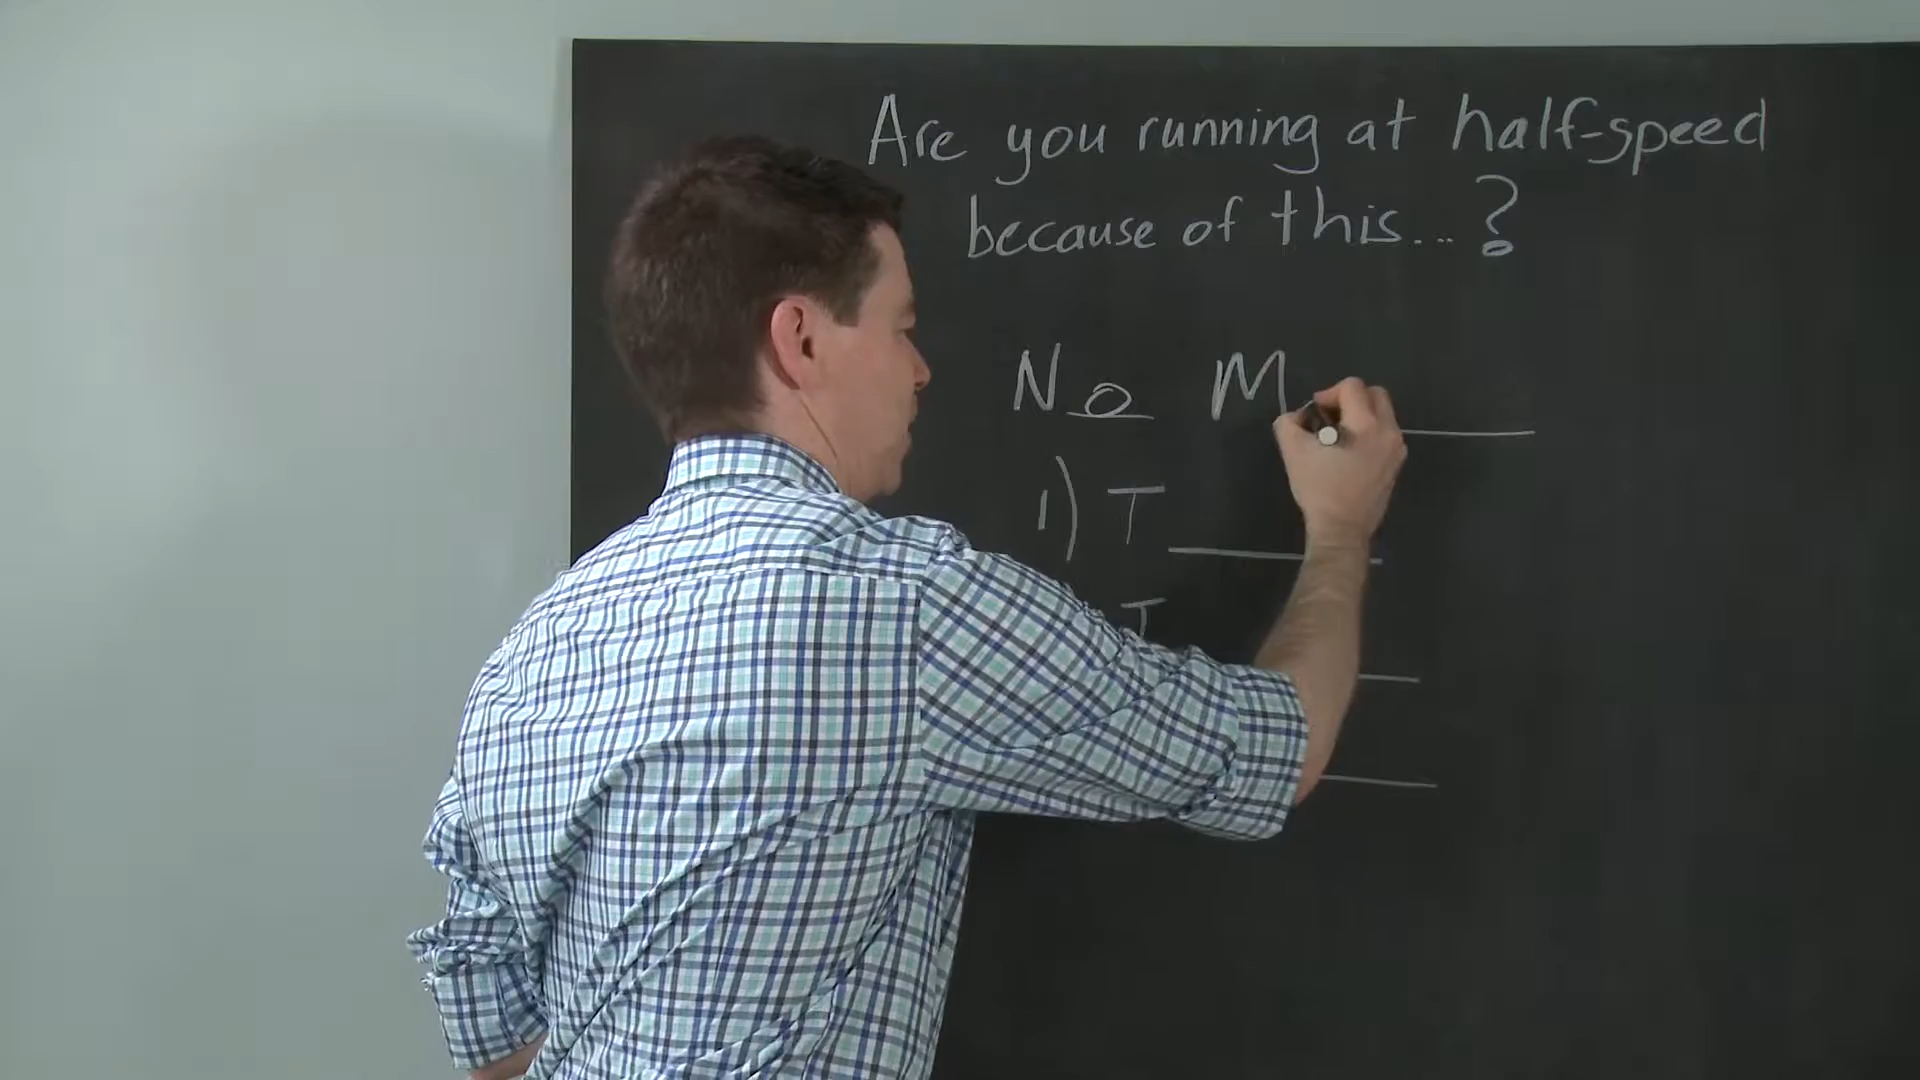 Are you running at half-speed
because of this...?
No M
1) T
T